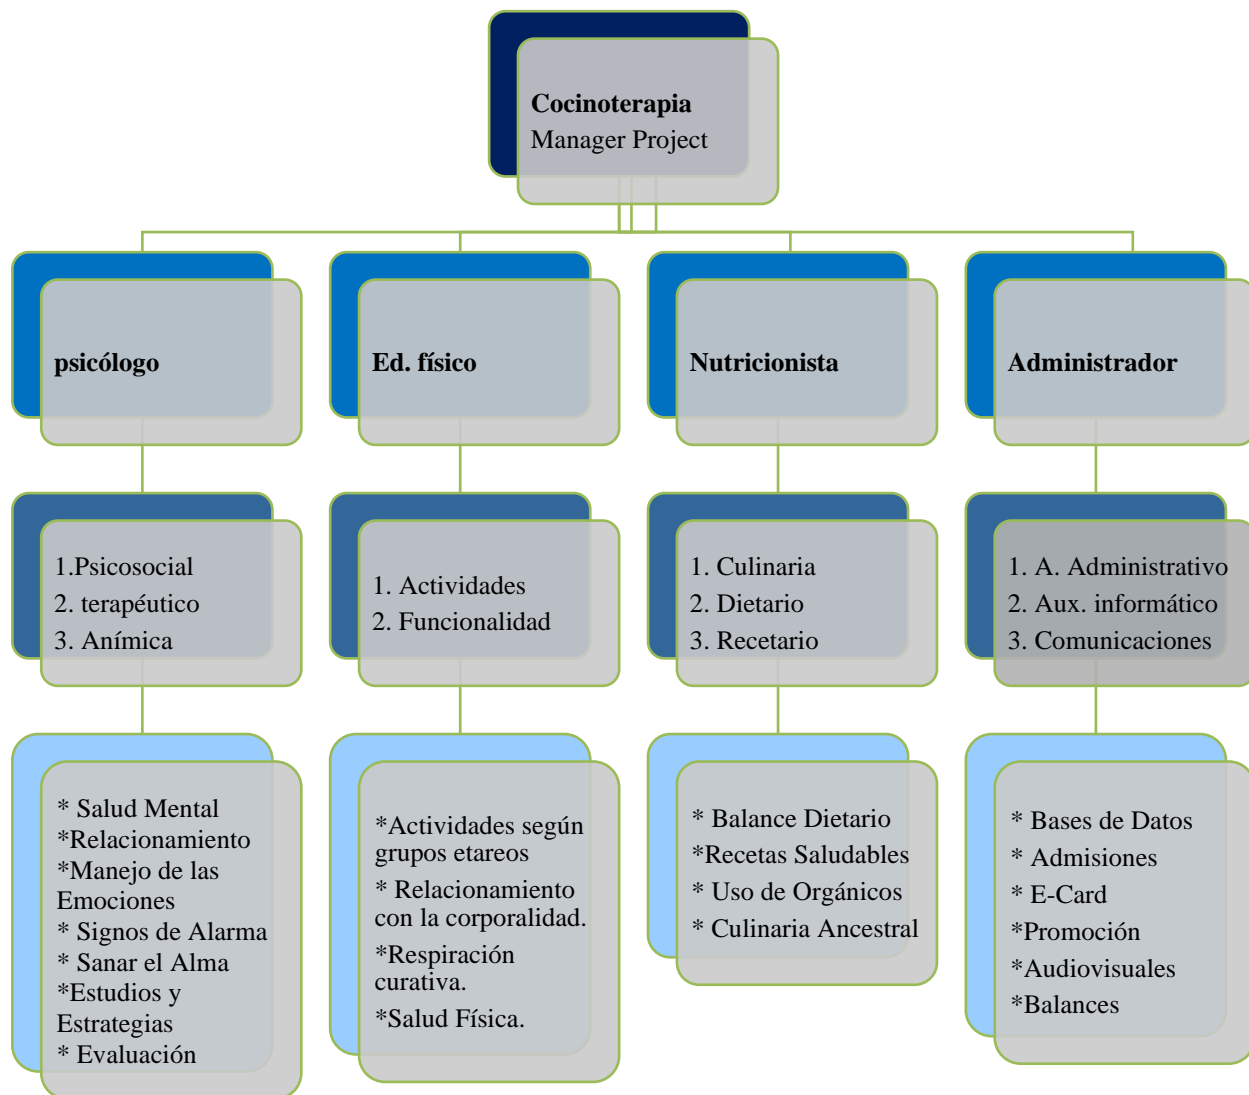 Cocinoterapia
Manager Project
psicólogo
Ed. físico
Nutricionista
Administrador
1.Psicosocial
2. terapéutico
3. Anímica
1. Actividades
2. Funcionalidad
1. Culinaria
2. Dietario
3. Recetario
1. A. Administrativo
2. Aux. informático
3. Comunicaciones
* Salud Mental
*Relacionamiento
*Manejo de las
Emociones
* Signos de Alarma
* Sanar el Alma
*Estudios y
Estrategias
* Evaluación
*Actividades según
grupos etareos
* Relacionamiento
con la corporalidad.
*Respiración
curativa.
*Salud Física.
* Balance Dietario
*Recetas Saludables
* Uso de Orgánicos
* Culinaria Ancestral
* Bases de Datos
* Admisiones
* E-Card
*Promoción
*Audiovisuales
*Balances